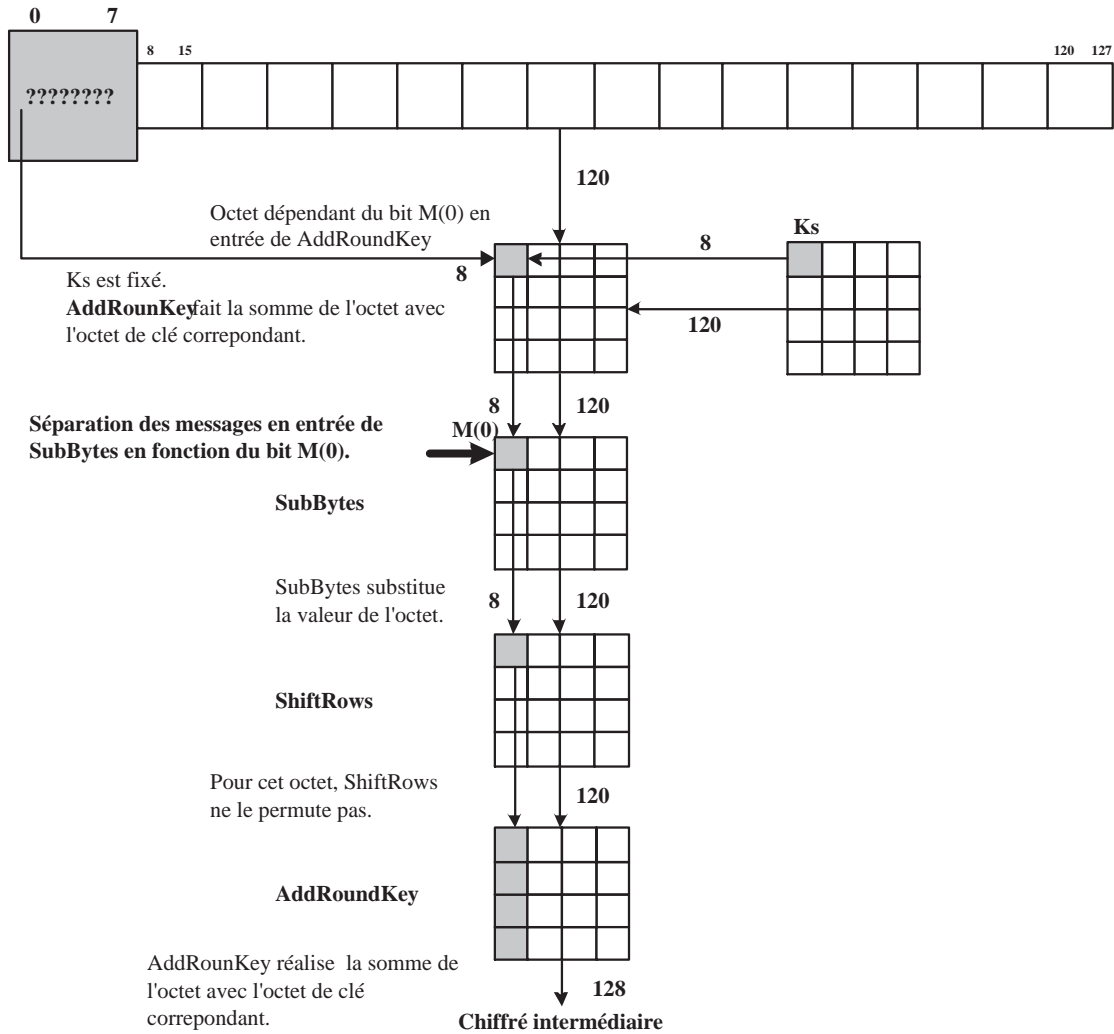 0 7
8 15 120 127
????????
120
Octet dépendant du bit M(0) en
entrée de AddRoundKey
Ks
8
8
Ks est fixé.
AddRounKey fait la somme de l'octet avec
l'octet de clé correpondant.
120
8 120
Séparation des messages en entrée de
SubBytes en fonction du bit M(0).
M(0)
SubBytes
SubBytes substitue
la valeur de l'octet.
8 120
ShiftRows
Pour cet octet, ShiftRows
ne le permute pas.
120
AddRoundKey
AddRounKey réalise la somme de
l'octet avec l'octet de clé
correpondant.
128
Chiffré intermédiaire